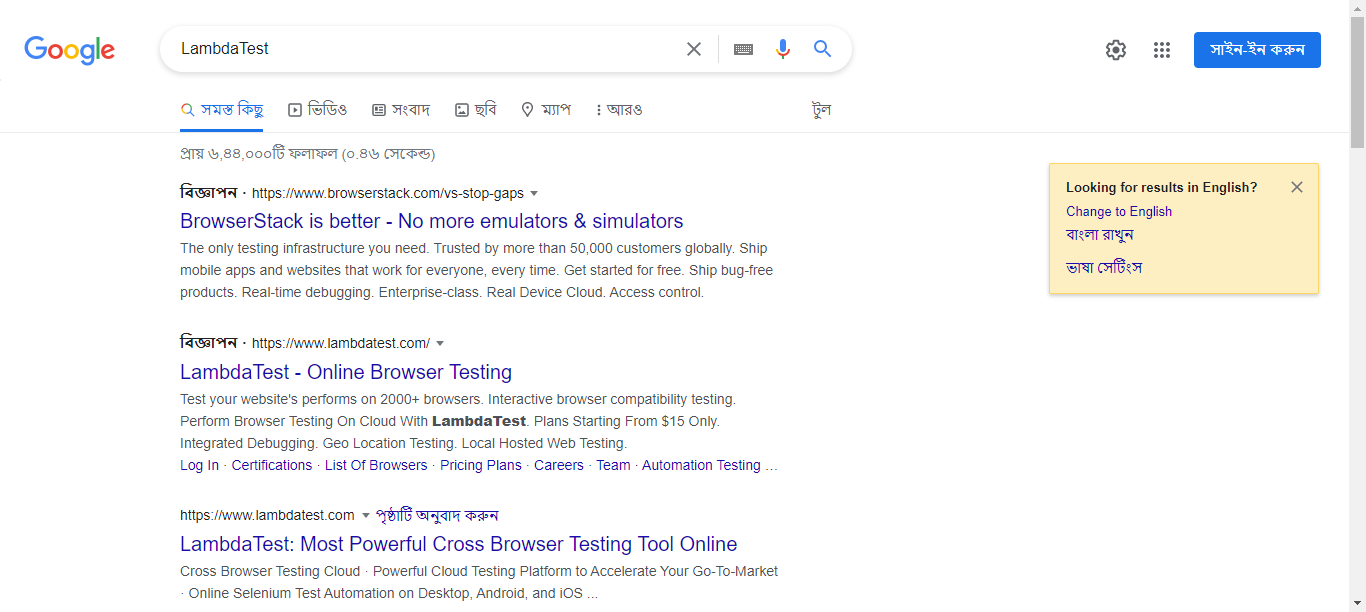 Google
LambdaTest
সাইন-ইন করুন
সমস্ত কিছু ভিডিও সংবাদ ছবি ম্যাপ আরও টুল
প্রায় ৬,৪৪,০০০টি ফলাফল (০.৪৬ সেকেন্ড)
বিজ্ঞাপন · https://www.browserstack.com/vs-stop-gaps
BrowserStack is better - No more emulators & simulators
The only testing infrastructure you need. Trusted by more than 50,000 customers globally. Ship
mobile apps and websites that work for everyone, every time. Get started for free. Ship bug-free
products. Real-time debugging. Enterprise-class. Real Device Cloud. Access control.
বিজ্ঞাপন · https://www.lambdatest.com/
LambdaTest - Online Browser Testing
Test your website's performs on 2000+ browsers. Interactive browser compatibility testing.
Perform Browser Testing On Cloud With LambdaTest. Plans Starting From $15 Only.
Integrated Debugging. Geo Location Testing. Local Hosted Web Testing.
Log In · Certifications · List Of Browsers · Pricing Plans · Careers · Team · Automation Testing ...
https://www.lambdatest.com পৃষ্ঠাটি অনুবাদ করুন
LambdaTest: Most Powerful Cross Browser Testing Tool Online
Cross Browser Testing Cloud · Powerful Cloud Testing Platform to Accelerate Your Go-To-Market
· Online Selenium Test Automation on Desktop, Android, and iOS ...
Looking for results in English?
Change to English
বাংলা রাখুন
ভাষা সেটিংস